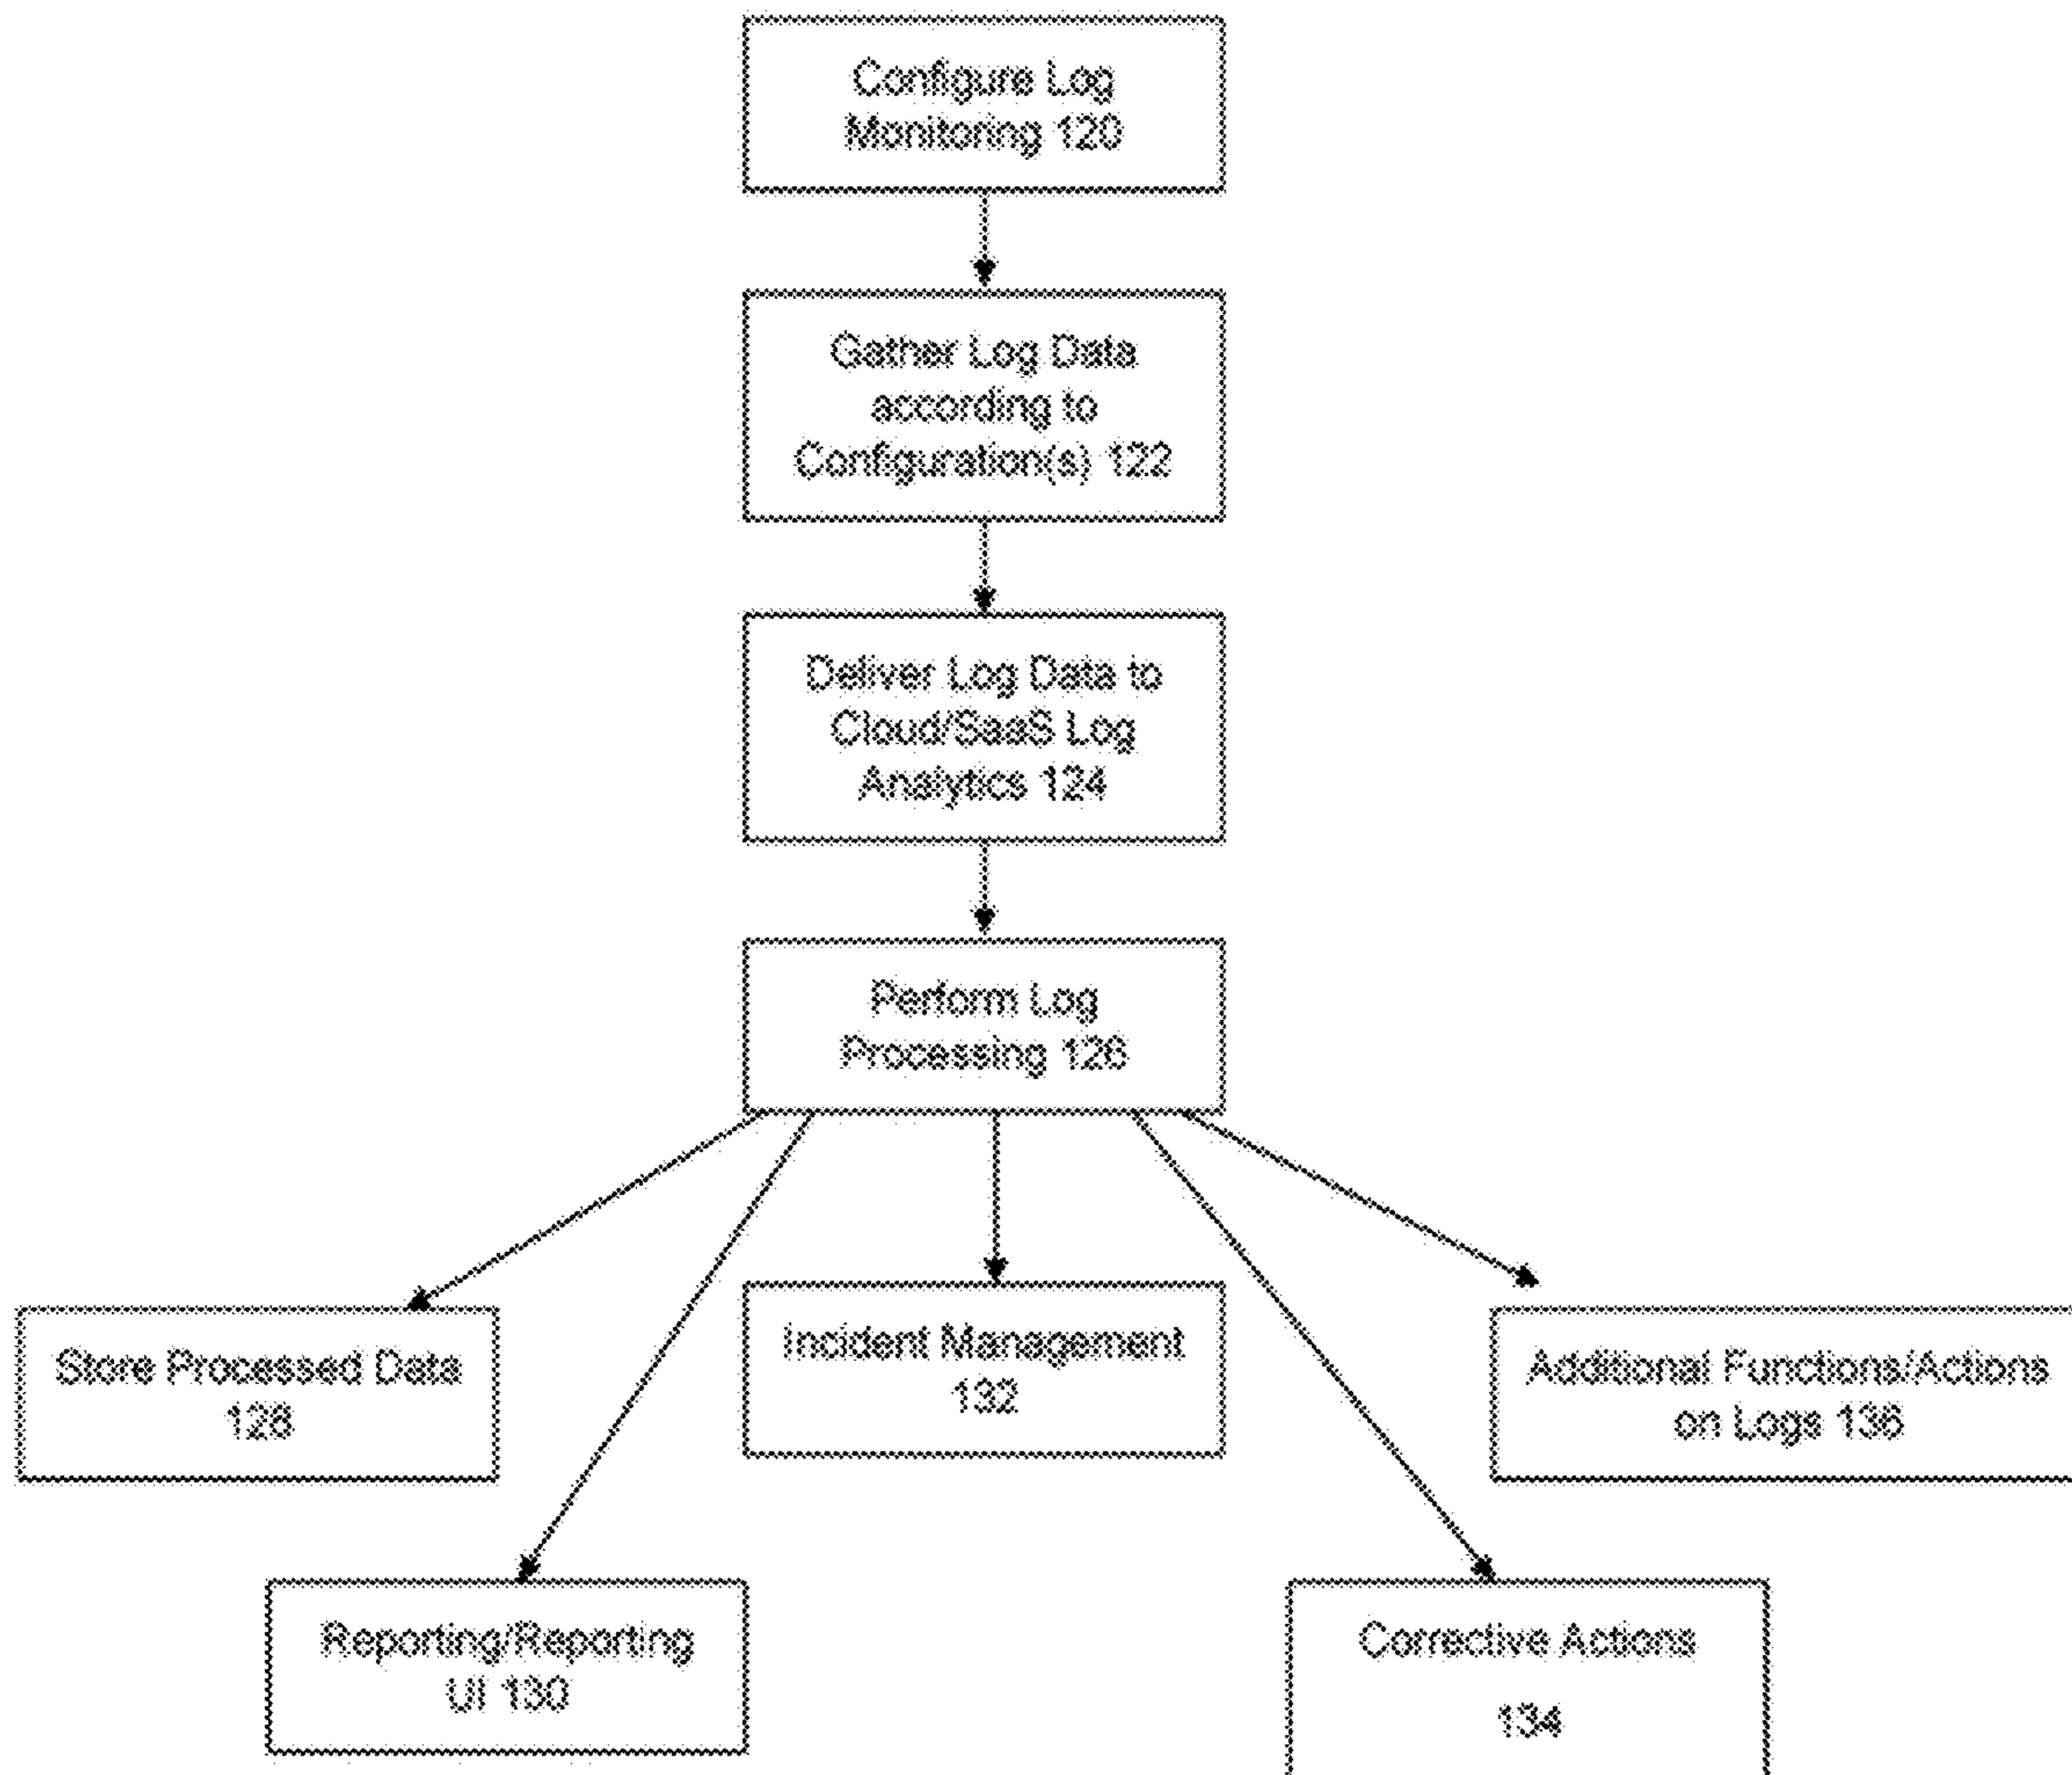 Configure Log
Monitoring 120
Gather Log Data
according to
Configuration(s) 122
Deliver Log Data to
Cloud/SaaS Log
Analytics 124
Perform Log
Processing 126
Store Processed Data
128
Incident Management
132
Additional Functions/Actions
on Logs 136
Reporting/Reporting
UI 130
Corrective Actions
134